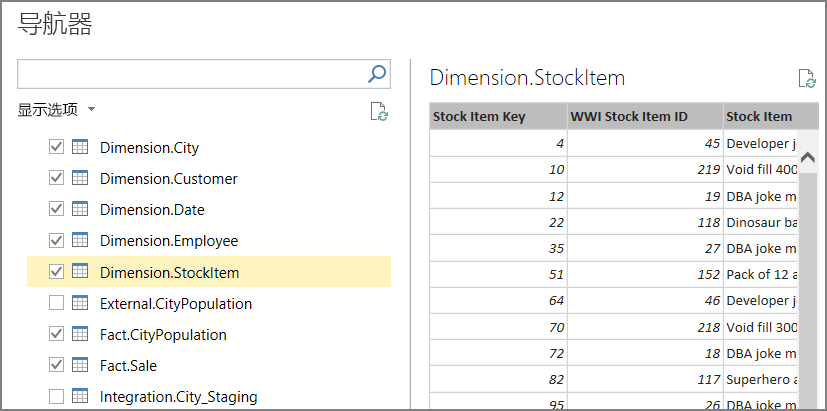 导航器
显示选项
Dimension.City
Dimension.Customer
Dimension.Date
Dimension.Employee
Dimension.StockItem
External.CityPopulation
Fact.CityPopulation
Fact.Sale
Integration.City_Staging
Dimension.StockItem
Stock Item Key WWI Stock Item ID Stock Item
4 45 Developer j
10 219 Void fill 400
12 19 DBA joke m
22 118 Dinosaur ba
35 27 DBA joke m
51 152 Pack of 12 a
64 46 Developer j
70 218 Void fill 300
72 18 DBA joke m
82 117 Superhero a
95 26 DBA joke m